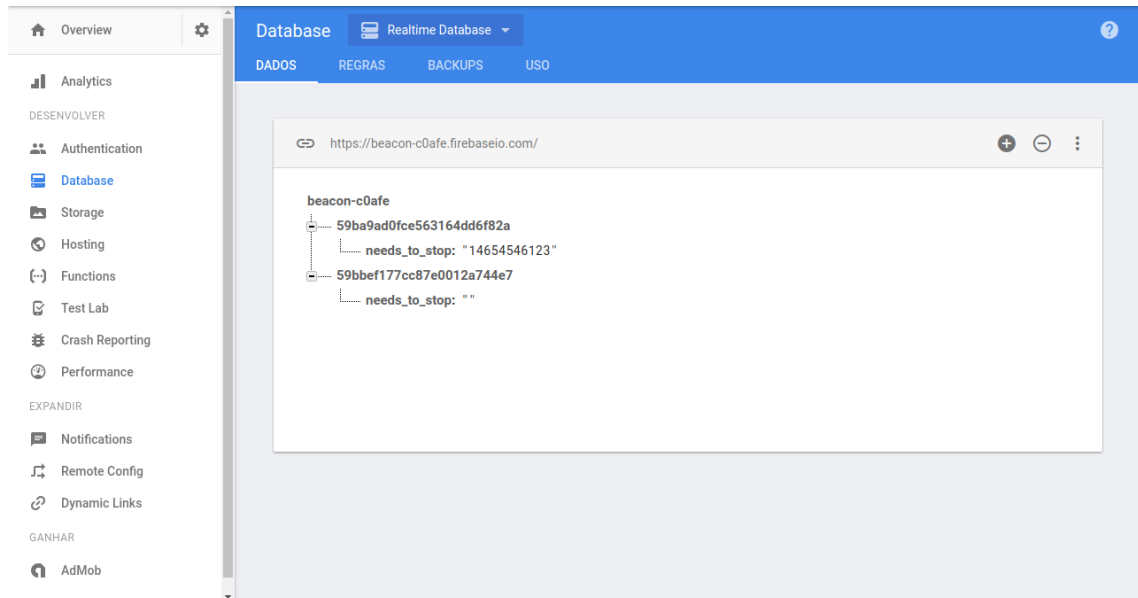 Overview
Analytics
DESENVOLVER
Authentication
Database
Storage
Hosting
Functions
Test Lab
Crash Reporting
Performance
EXPANDIR
Notifications
Remote Config
Dynamic Links
GANHAR
AdMob
Database Realtime Database
DADOS REGRAS BACKUPS USO
https://beacon-c0afe.firebaseio.com/
beacon-c0afe
59ba9ad0fce563164dd6f82a
needs_to_stop: "14654546123"
59bbef177cc87e0012a744e7
needs_to_stop: ""